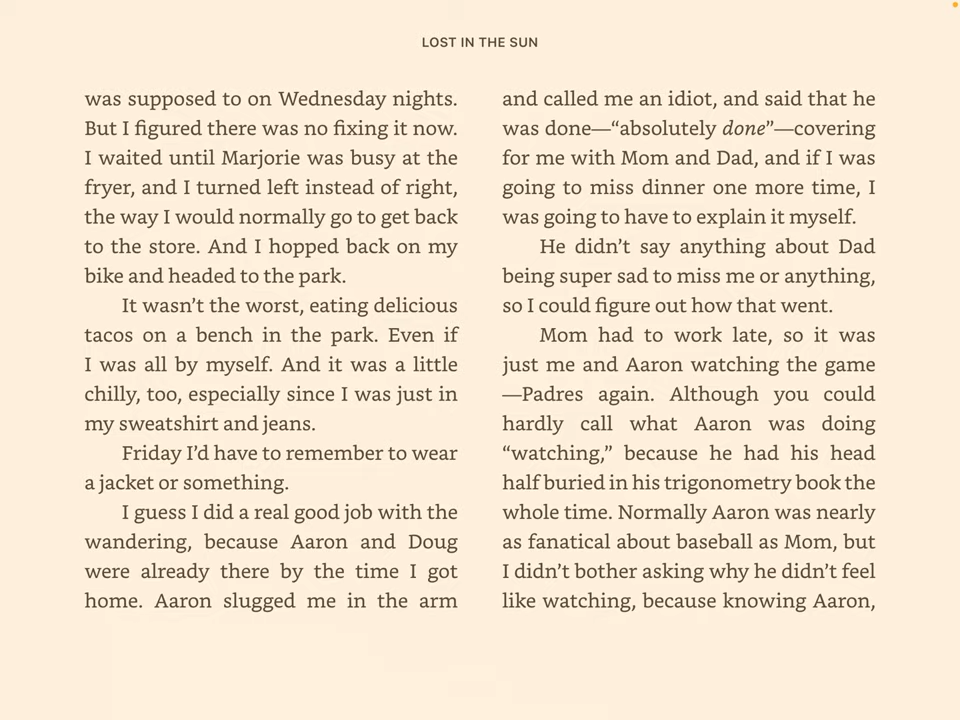 LOST IN THE SUN
was supposed to on Wednesday nights.
But I figured there was no fixing it now.
I waited until Marjorie was busy at the
fryer, and I turned left instead of right,
the way I would normally go to get back
to the store. And I hopped back on my
bike and headed to the park.
It wasn’t the worst, eating delicious
tacos on a bench in the park. Even if
I was all by myself. And it was a little
chilly, too, especially since I was just in
my sweatshirt and jeans.
Friday I’d have to remember to wear
a jacket or something.
I guess I did a real good job with the
wandering, because Aaron and Doug
were already there by the time I got
home. Aaron slugged me in the arm
and called me an idiot, and said that he
was done—“absolutely done”—covering
for me with Mom and Dad, and if I was
going to miss dinner one more time, I
was going to have to explain it myself.
He didn’t say anything about Dad
being super sad to miss me or anything,
so I could figure out how that went.
Mom had to work late, so it was
just me and Aaron watching the game
—Padres again. Although you could
hardly call what Aaron was doing
“watching,” because he had his head
half buried in his trigonometry book the
whole time. Normally Aaron was nearly
as fanatical about baseball as Mom, but
I didn’t bother asking why he didn’t feel
like watching, because knowing Aaron,